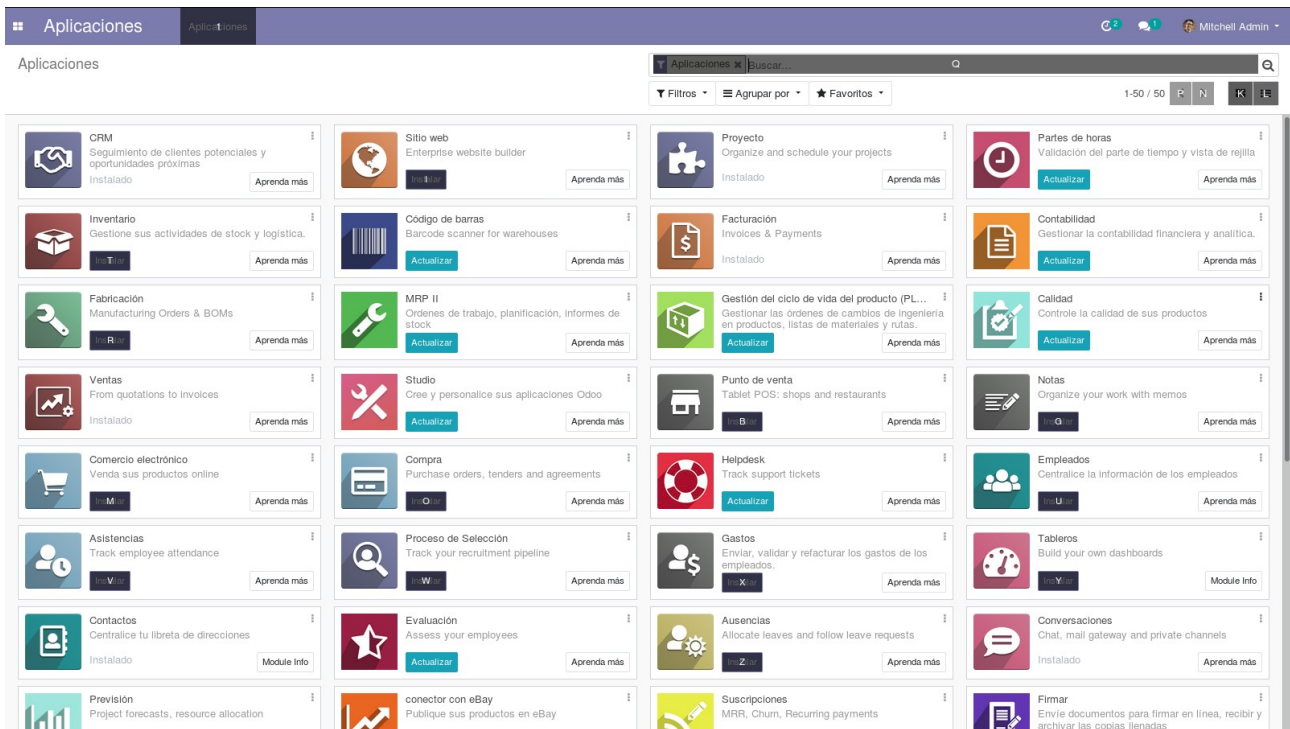 Aplicaciones
Aplica1iones
2
1
Mitchell Admin
Aplicaciones
Aplicaciones
Buscar...
Q
Filtros
Agrupar por
Favoritos
1-50 / 50
P
N
K
L
CRM
Seguimiento de clientes potenciales y
oportunidades próximas
Instalado
Aprenda más
Sitio web
Enterprise website builder
Aprenda más
Proyecto
Organize and schedule your projects
Instalado
Aprenda más
Partes de horas
Validación del parte de tiempo y vista de rejilla
Actualizar
Aprenda más
Inventario
Gestione sus actividades de stock y logística.
InsTlar
Aprenda más
Código de barras
Barcode scanner for warehouses
Actualizar
Aprenda más
Facturación
Invoices & Payments
Instalado
Aprenda más
Contabilidad
Gestionar la contabilidad financiera y analítica.
Actualizar
Aprenda más
Fabricación
Manufacturing Orders & BOMs
InsRlar
Aprenda más
MRP II
Ordenes de trabajo, planificación, informes de
stock
Actualizar
Aprenda más
Gestión del ciclo de vida del producto (PL...
Gestionar las órdenes de cambios de ingeniería
en productos, listas de materiales y rutas.
Actualizar
Aprenda más
Calidad
Controle la calidad de sus productos
Actualizar
Aprenda más
Ventas
From quotations to invoices
Instalado
Aprenda más
Studio
Cree y personalice sus aplicaciones Odoo
Actualizar
Aprenda más
Punto de venta
Tablet POS: shops and restaurants
InsBlar
Aprenda más
Notas
Organize your work with memos
InsGlar
Aprenda más
Comercio electrónico
Venda sus productos online
InsMlar
Aprenda más
Compra
Purchase orders, tenders and agreements
InsOlar
Aprenda más
Helpdesk
Track support tickets
Actualizar
Aprenda más
Empleados
Centralice la información de los empleados
InsUlar
Aprenda más
Asistencias
Track employee attendance
InsVlar
Aprenda más
Proceso de Selección
Track your recruitment pipeline
InsWlar
Aprenda más
Gastos
Enviar, validar y refacturar los gastos de los
empleados.
InsXlar
Aprenda más
Tableros
Build your own dashboards
InsYlar
Module Info
Contactos
Centralice tu libreta de direcciones
Instalado
Module Info
Evaluación
Assess your employees
Actualizar
Aprenda más
Ausencias
Allocate leaves and follow leave requests
InsZlar
Aprenda más
Conversaciones
Chat, mail gateway and private channels
Instalado
Aprenda más
Previsión
Project forecasts, resource allocation
conector con eBay
Publique sus productos en eBay
Suscripciones
MRR, Churn, Recurring payments
Firmar
Envíe documentos para firmar en línea, recibir y
archivar las copias llenadas